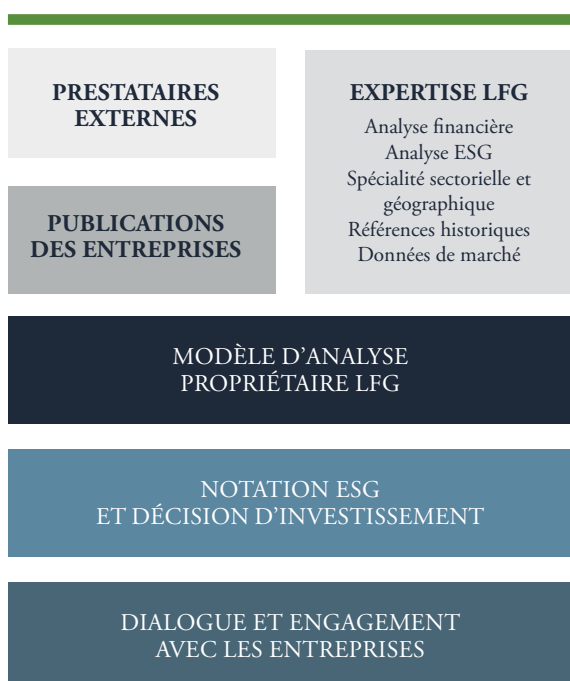 PRESTATAIRES
EXTERNES
PUBLICATIONS
DES ENTREPRISES
EXPERTISE LFG
Analyse financière
Analyse ESG
Spécialité sectorielle et
géographique
Références historiques
Données de marché
MODÈLE D’ANALYSE
PROPRIÉTAIRE LFG
NOTATION ESG
ET DÉCISION D’INVESTISSEMENT
DIALOGUE ET ENGAGEMENT
AVEC LES ENTREPRISES